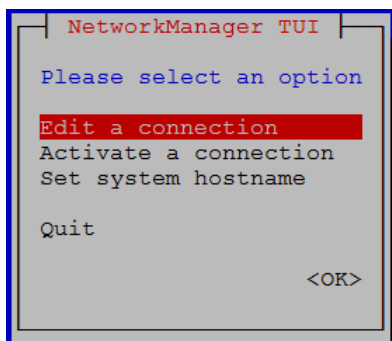 NetworkManager TUI
Please select an option
Edit a connection
Activate a connection
Set system hostname
Quit
<OK>